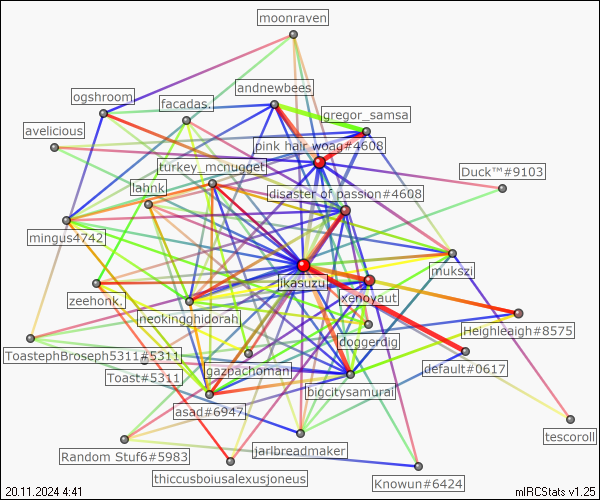 moonraven
andnewbees
ogshroom
facadas.
gregor_samsa
avelicious
pink hair woag#4608
turkey_mcnugget
Duck™#9103
lahnk.
disaster of passion#4608
mingus4742
mukszi
jkasuzu
xenoyaut
zeehonk.
neokingghidorah
Heighleaigh#8575
doggerdig
ToastephBroseph5311#5311
gazpachoman
default#0617
Toast#5311
bigcitysamurai
asad#6947
tescoroll
jarlbreadmaker
Random Stuf6#5983
thiccusboiusalexusjoneus
Knowun#6424
20.11.2024 4:41
mIRCStats v1.25